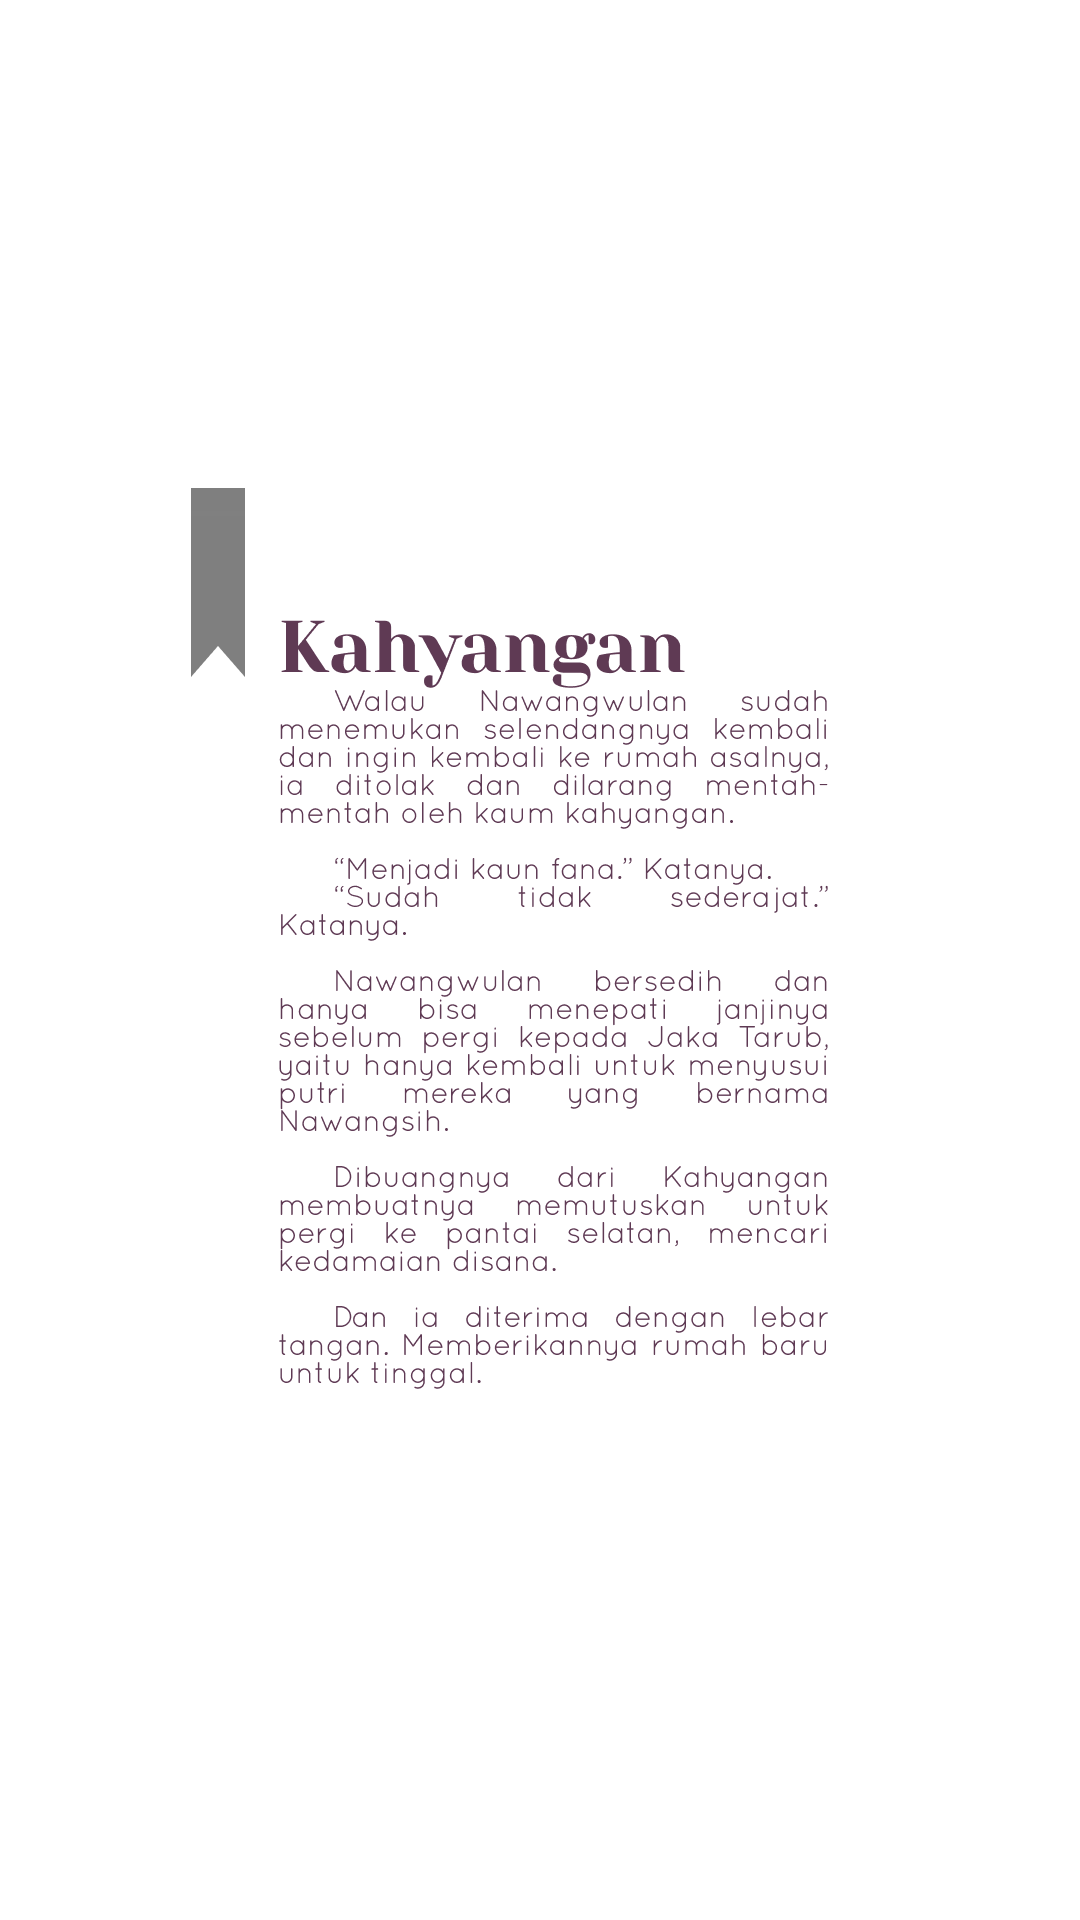 Kahyangan
Walau Nawangwulan sudah
menemukan selendangnya kembali
dan ingin kembali ke rumah asalnya,
ia ditolak dan dilarang mentah-
mentah oleh kaum kahyangan.
“Menjadi kaun fana.” Katanya.
“Sudah tidak sederajat.”
Katanya.
Nawangwulan bersedih dan
hanya bisa menepati janjinya
sebelum pergi kepada Jaka Tarub,
yaitu hanya kembali untuk menyusui
putri mereka yang bernama
Nawangsih.
Dibuangnya dari Kahyangan
membuatnya memutuskan untuk
pergi ke pantai selatan, mencari
kedamaian disana.
Dan ia diterima dengan lebar
tangan. Memberikannya rumah baru
untuk tinggal.